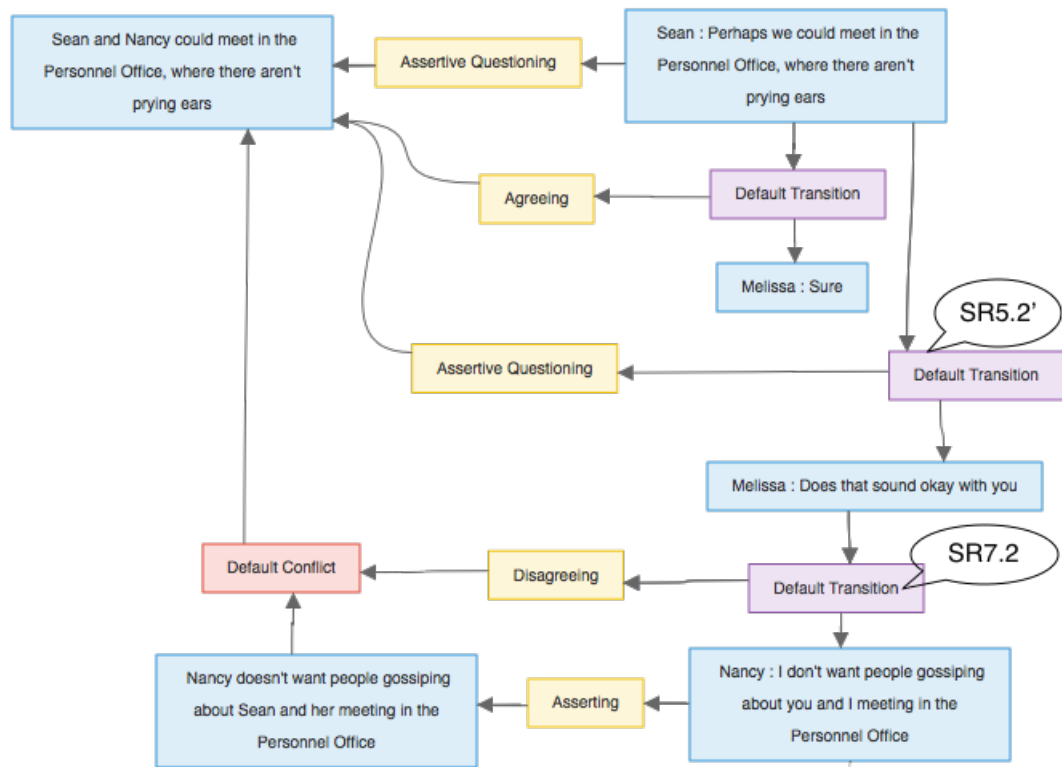 Sean and Nancy could meet in the
Personnel Office, where there aren't
prying ears
Assertive Questioning
Sean : Perhaps we could meet in the
Personnel Office, where there aren't
prying ears
Agreeing
Default Transition
Melissa : Sure
SR5.2'
Assertive Questioning
Default Transition
Melissa : Does that sound okay with you
SR7.2
Default Conflict
Disagreeing
Default Transition
Nancy doesn't want people gossiping
about Sean and her meeting in the
Personnel Office
Asserting
Nancy : I don't want people gossiping
about you and I meeting in the
Personnel Office